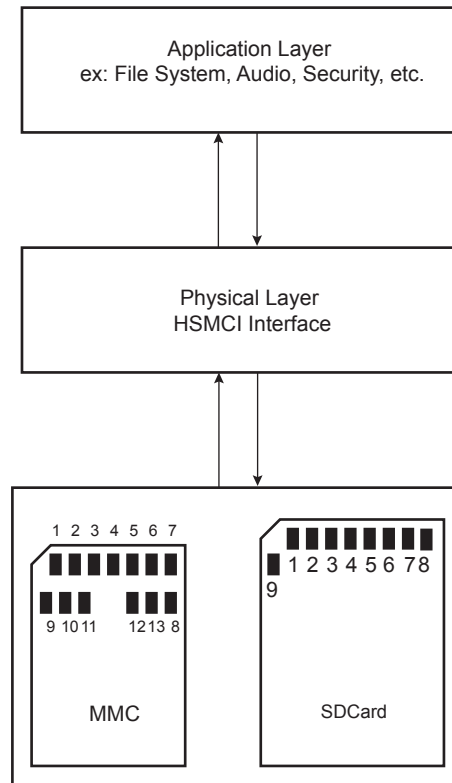 Application Layer
ex: File System, Audio, Security, etc.
Physical Layer
HSMCI Interface
1 2 3 4 5 6 7
9 10 11 12 13 8
MMC
1 2 3 4 5 6 7 8
9
SDCard